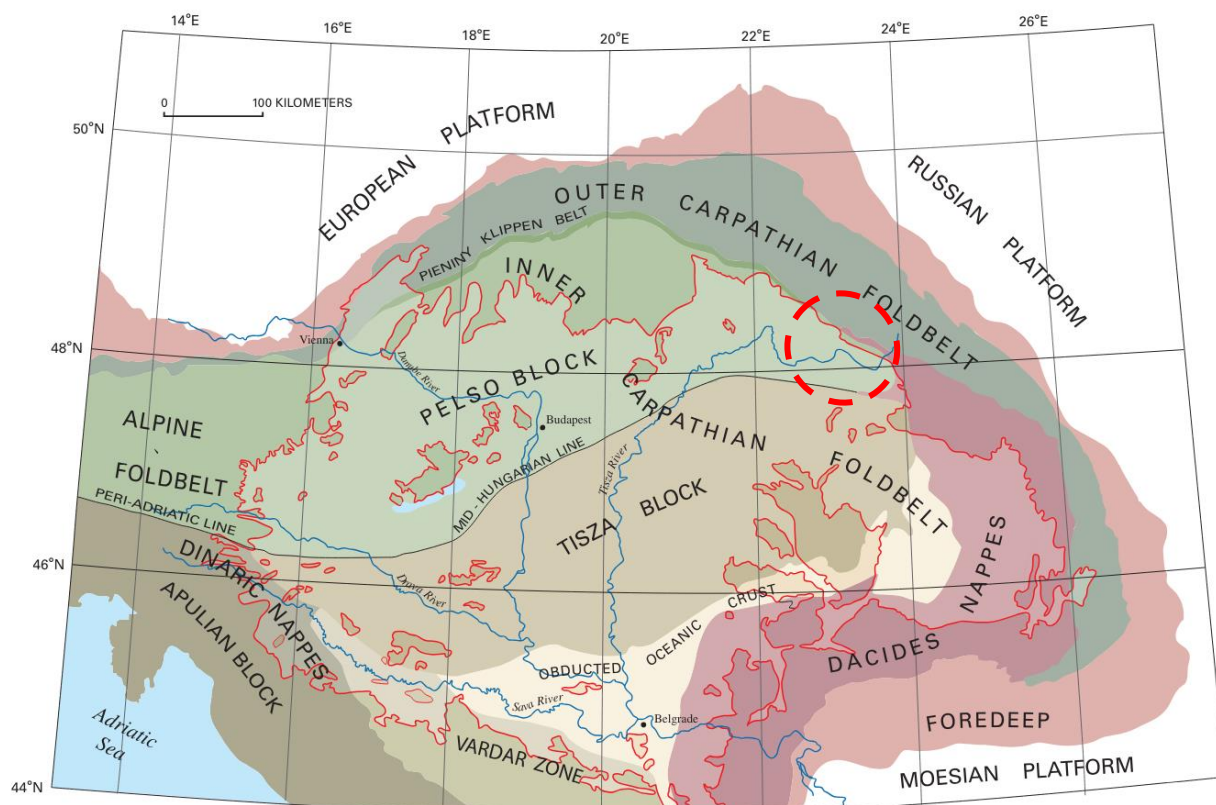 14°E
16°E
18°E
20°E
22°E
24°E
26°E
0
100 KILOMETERS
50°N
EUROPEAN PLATFORM
RUSSIAN PLATFORM
OUTER CARPATHIAN FOLDBELT
PIENINY KLIPPEN BELT
INNER
CARPATHIAN
FOLDBELT
48°N
Vienna
Danube River
PELSO BLOCK
Budapest
ALPINE
FOLDBELT
MID - HUNGARIAN LINE
Tisza River
PERI-ADRIATIC LINE
TISZA BLOCK
46°N
DINARIC NAPPES
Drava River
NAPPES
APULIAN BLOCK
OBDUCTED OCEANIC CRUST
DACIDES
Sava River
Belgrade
FOREDEEP
Adriatic
Sea
VARDAR ZONE
44°N
MOESIAN PLATFORM